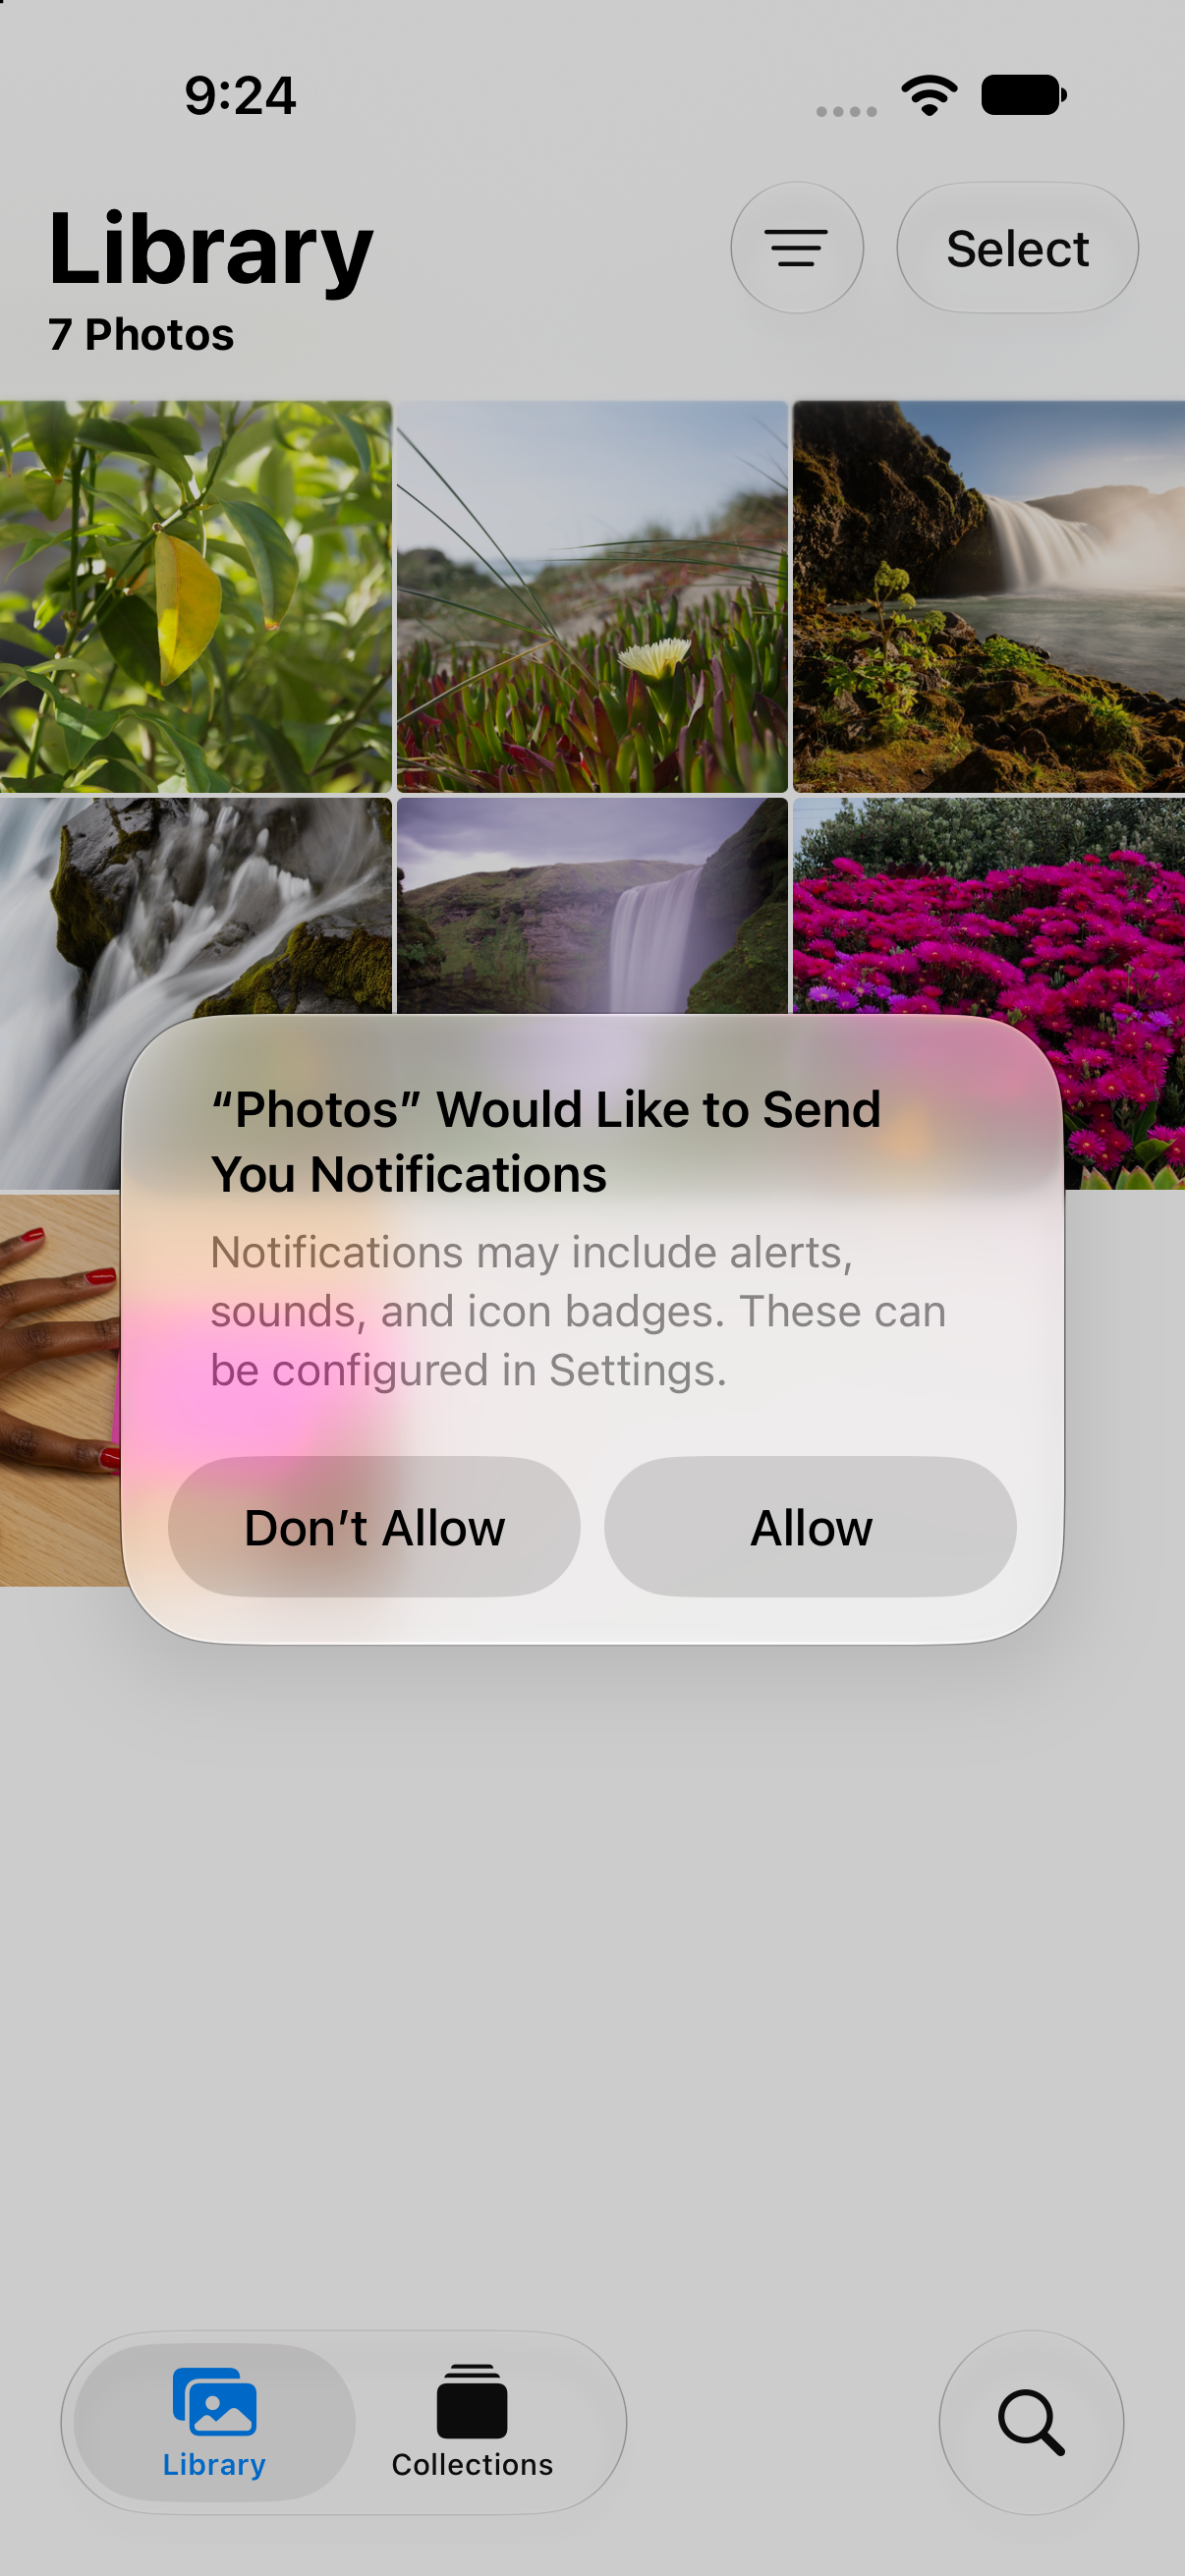 9:24
Library
7 Photos
Select
“Photos” Would Like to Send
You Notifications
Notifications may include alerts,
sounds, and icon badges. These can
be configured in Settings.
Don’t Allow
Allow
Library
Collections